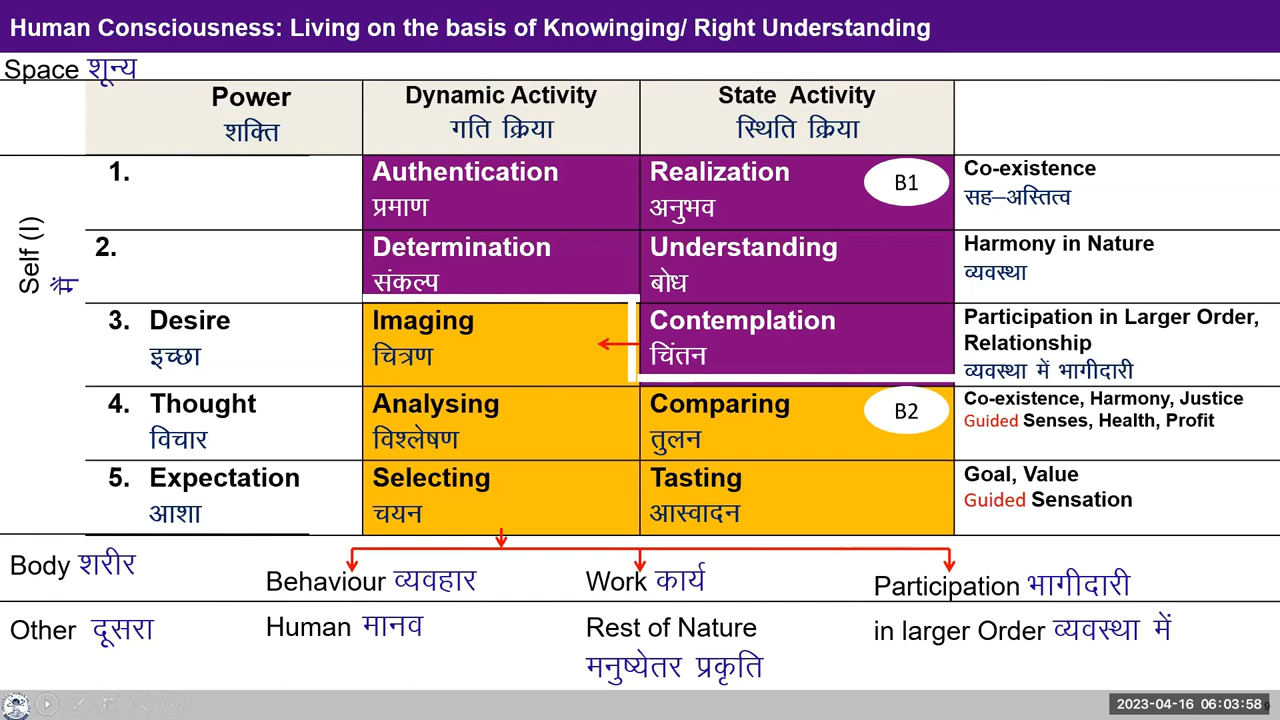 Human Consciousness: Living on the basis of Knowinging/ Right Understanding
Space शून्य
Power Dynamic Activity State Activity
शक्ति गति क्रिया स्थिति क्रिया
Self (I)
मैं
1. Authentication Realization B1 Co-existence
प्रमाण अनुभव सह–अस्तित्व
2. Determination Understanding Harmony in Nature
संकल्प बोध व्यवस्था
3. Desire Imaging Contemplation Participation in Larger Order,
Relationship
इच्छा चित्रण चिंतन व्यवस्था में भागीदारी
4. Thought Analysing Comparing B2 Co-existence, Harmony, Justice
Guided Senses, Health, Profit
विचार विश्लेषण तुलन
5. Expectation Selecting Tasting Goal, Value
Guided Sensation
आशा चयन आस्वादन
Body शरीर
Behaviour व्यवहार Work कार्य Participation भागीदारी
Other दूसरा Human मानव Rest of Nature in larger Order व्यवस्था में
मनुष्येतर प्रकृति
2023-04-16 06:03:58